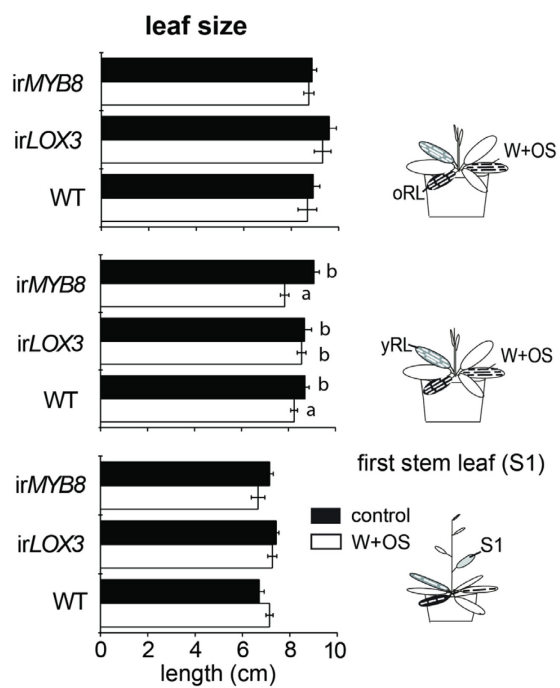 leaf size
irMYB8
irLOX3
WT
W+OS
oRL
irMYB8
b
a
irLOX3
b
b
WT
b
a
yRL
W+OS
first stem leaf (S1)
irMYB8
irLOX3
WT
control
W+OS
S1
0 2 4 6 8 10
length (cm)